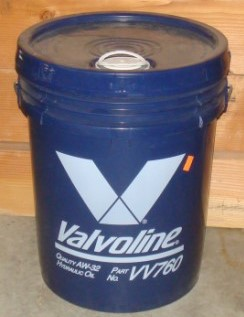 Valvoline®
QUALITY AW-32
HYDRAULIC OIL
PART NO. VV760